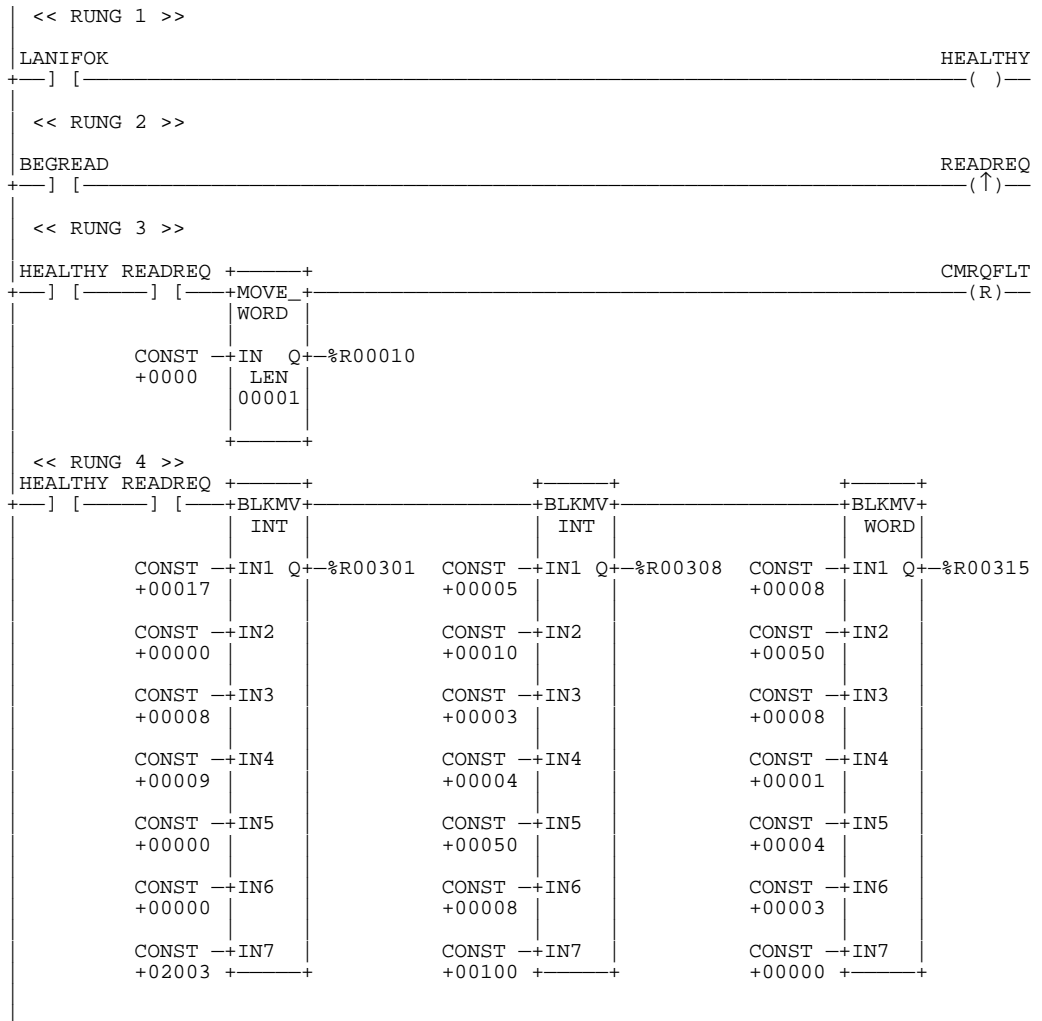 << RUNG 1 >>
LANIFOK HEALTHY
] [ ( )
<< RUNG 2 >>
BEGREAD READREQ
] [ (↑)
<< RUNG 3 >>
HEALTHY READREQ CMRQFLT
] [ ] [ MOVE_ (R)
WORD
CONST IN Q %R00010
+0000 LEN
00001
<< RUNG 4 >>
HEALTHY READREQ
] [ ] [ BLKMV BLKMV BLKMV
INT INT WORD
CONST IN1 Q %R00301 CONST IN1 Q %R00308 CONST IN1 Q %R00315
+00017 +00005 +00008
CONST IN2 CONST IN2 CONST IN2
+00000 +00010 +00050
CONST IN3 CONST IN3 CONST IN3
+00008 +00003 +00008
CONST IN4 CONST IN4 CONST IN4
+00009 +00004 +00001
CONST IN5 CONST IN5 CONST IN5
+00000 +00050 +00004
CONST IN6 CONST IN6 CONST IN6
+00000 +00008 +00003
CONST IN7 CONST IN7 CONST IN7
+02003 +00100 +00000